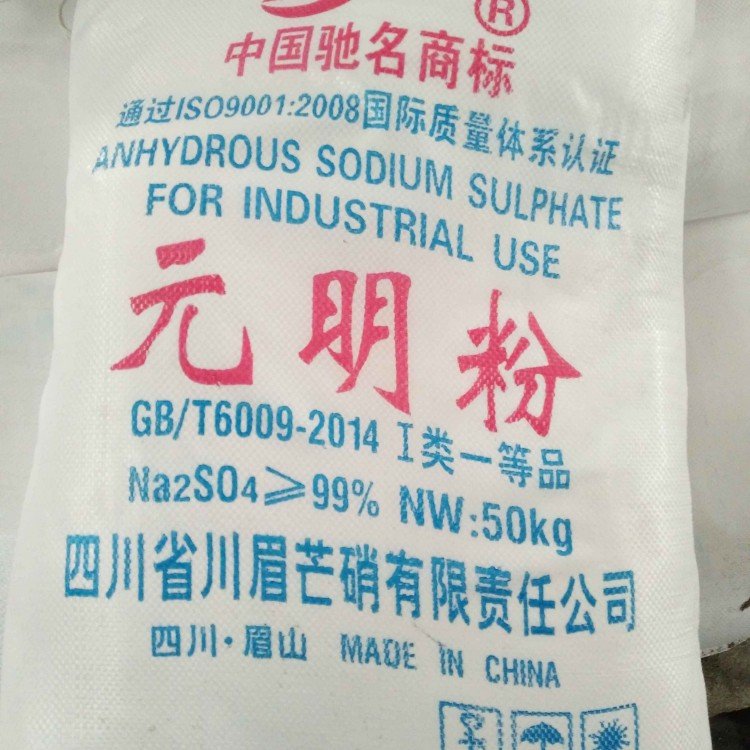 ®
中国驰名商标
通过ISO9001:2008国际质量体系认证
ANHYDROUS SODIUM SULPHATE
FOR INDUSTRIAL USE
元明粉
GB/T6009-2014 I类一等品
Na2SO4≥99% NW:50kg
四川省川眉芒硝有限责任公司
四川·眉山 MADE IN CHINA